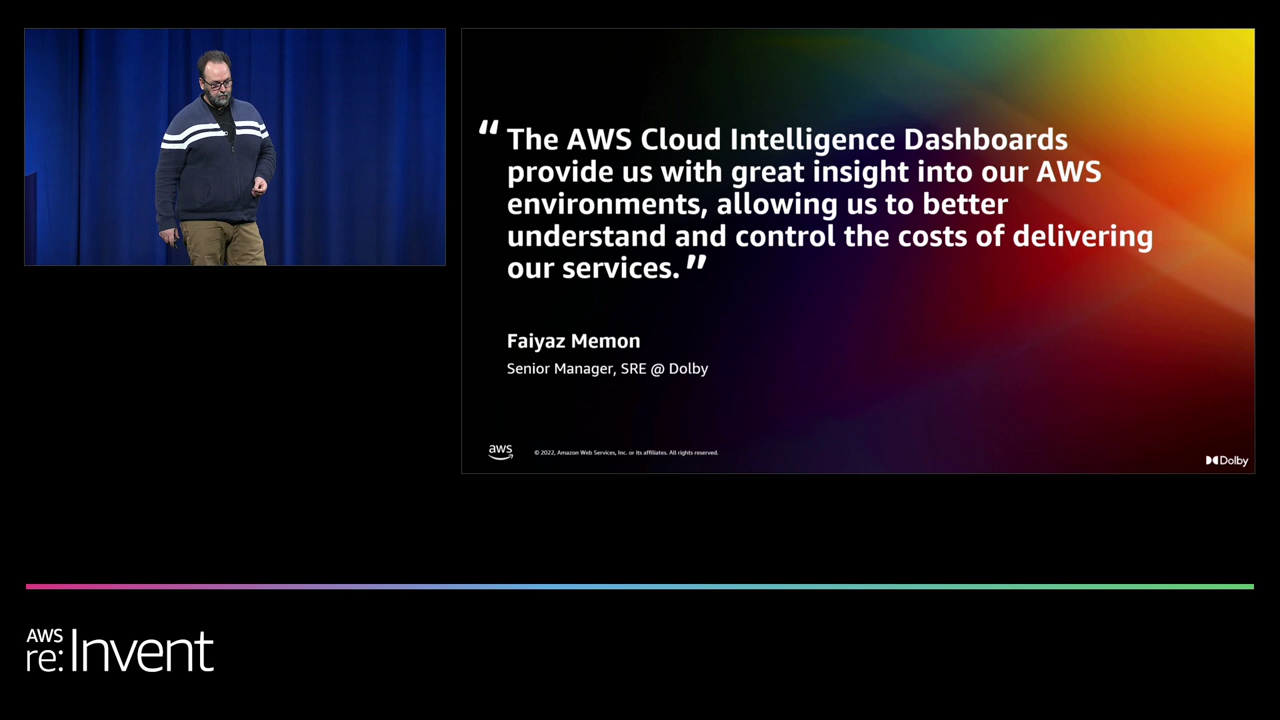 “ The AWS Cloud Intelligence Dashboards
provide us with great insight into our AWS
environments, allowing us to better
understand and control the costs of delivering
our services. ”
Faiyaz Memon
Senior Manager, SRE @ Dolby
aws
© 2022, Amazon Web Services, Inc. or its affiliates. All rights reserved.
Dolby
AWS
re:Invent